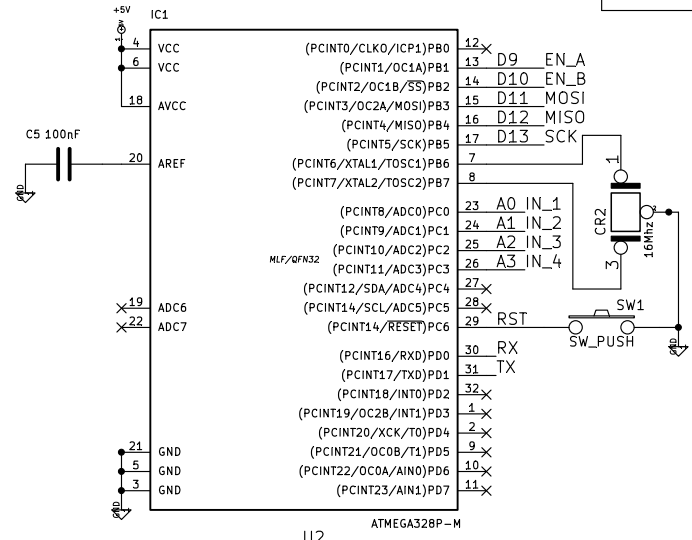 +5V
IC1
4 VCC (PCINT0/CLKO/ICP1)PB0 12
6 VCC (PCINT1/OC1A)PB1 13 D9 EN_A
(PCINT2/OC1B/SS)PB2 14 D10 EN_B
18 AVCC (PCINT3/OC2A/MOSI)PB3 15 D11 MOSI
(PCINT4/MISO)PB4 16 D12 MISO
C5 100nF
(PCINT5/SCK)PB5 17 D13 SCK
20 AREF (PCINT6/XTAL1/TOSC1)PB6 7 1
(PCINT7/XTAL2/TOSC2)PB7 8
GND
(PCINT8/ADC0)PC0 23 A0 IN_1 CR2 2
(PCINT9/ADC1)PC1 24 A1 IN_2 16Mhz
(PCINT10/ADC2)PC2 25 A2 IN_3
MLF/QFN32
(PCINT11/ADC3)PC3 26 A3 IN_4 3
(PCINT12/SDA/ADC4)PC4 27
19 ADC6 (PCINT14/SCL/ADC5)PC5 28 SW1
22 ADC7 (PCINT14/RESET)PC6 29 RST
SW_PUSH GND
(PCINT16/RXD)PD0 30 RX
(PCINT17/TXD)PD1 31 TX
(PCINT18/INT0)PD2 32
(PCINT19/OC2B/INT1)PD3 1
(PCINT20/XCK/T0)PD4 2
21 GND (PCINT21/OC0B/T1)PD5 9
5 GND (PCINT22/OC0A/AIN0)PD6 10
3 GND (PCINT23/AIN1)PD7 11
GND
ATMEGA328P-M